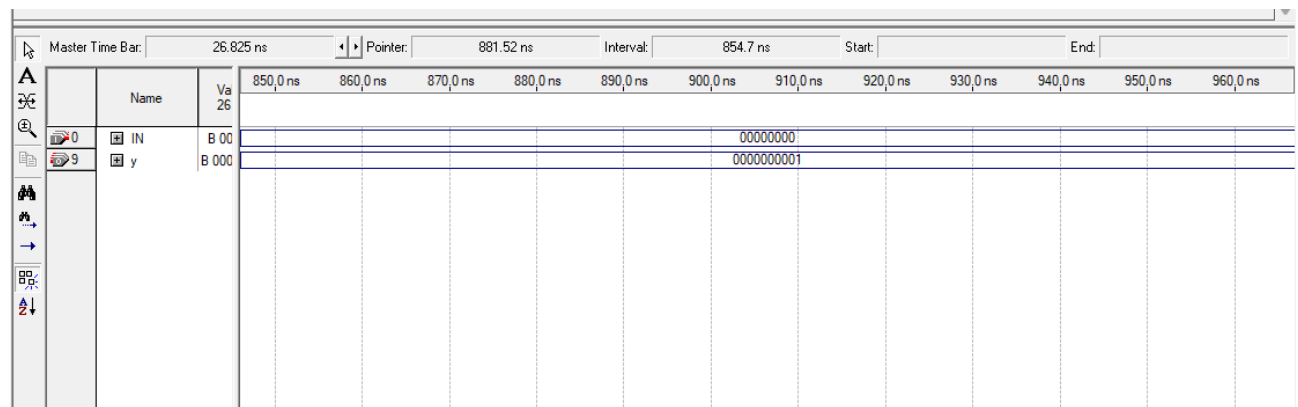 Master Time Bar: 26.825 ns Pointer: 881.52 ns Interval: 854.7 ns Start: End:
Name Va 26 850.0 ns 860.0 ns 870.0 ns 880.0 ns 890.0 ns 900.0 ns 910.0 ns 920.0 ns 930.0 ns 940.0 ns 950.0 ns 960.0 ns
0 IN B 00 00000000
9 y B 000 0000000001